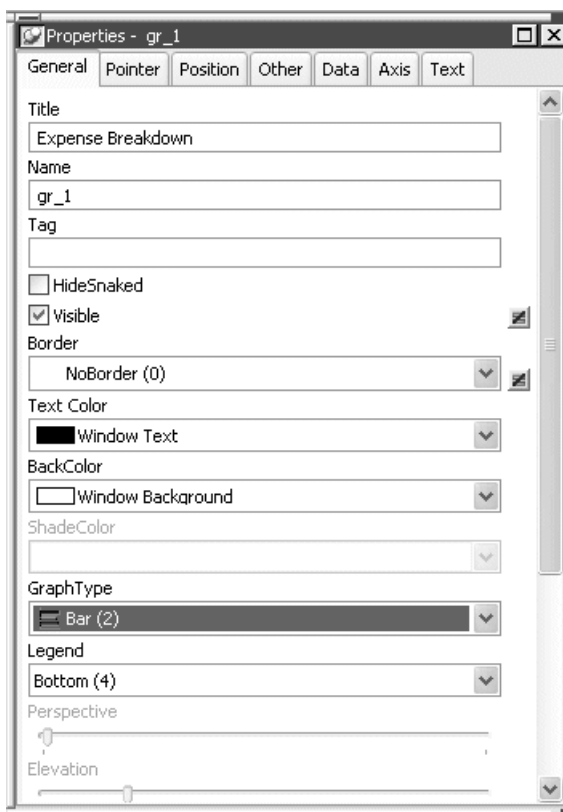 Properties - gr_1
General Pointer Position Other Data Axis Text
Title
Expense Breakdown
Name
gr_1
Tag
HideSnaked
Visible
Border
NoBorder (0)
Text Color
Window Text
BackColor
Window Background
ShadeColor
GraphType
Bar (2)
Legend
Bottom (4)
Perspective
Elevation